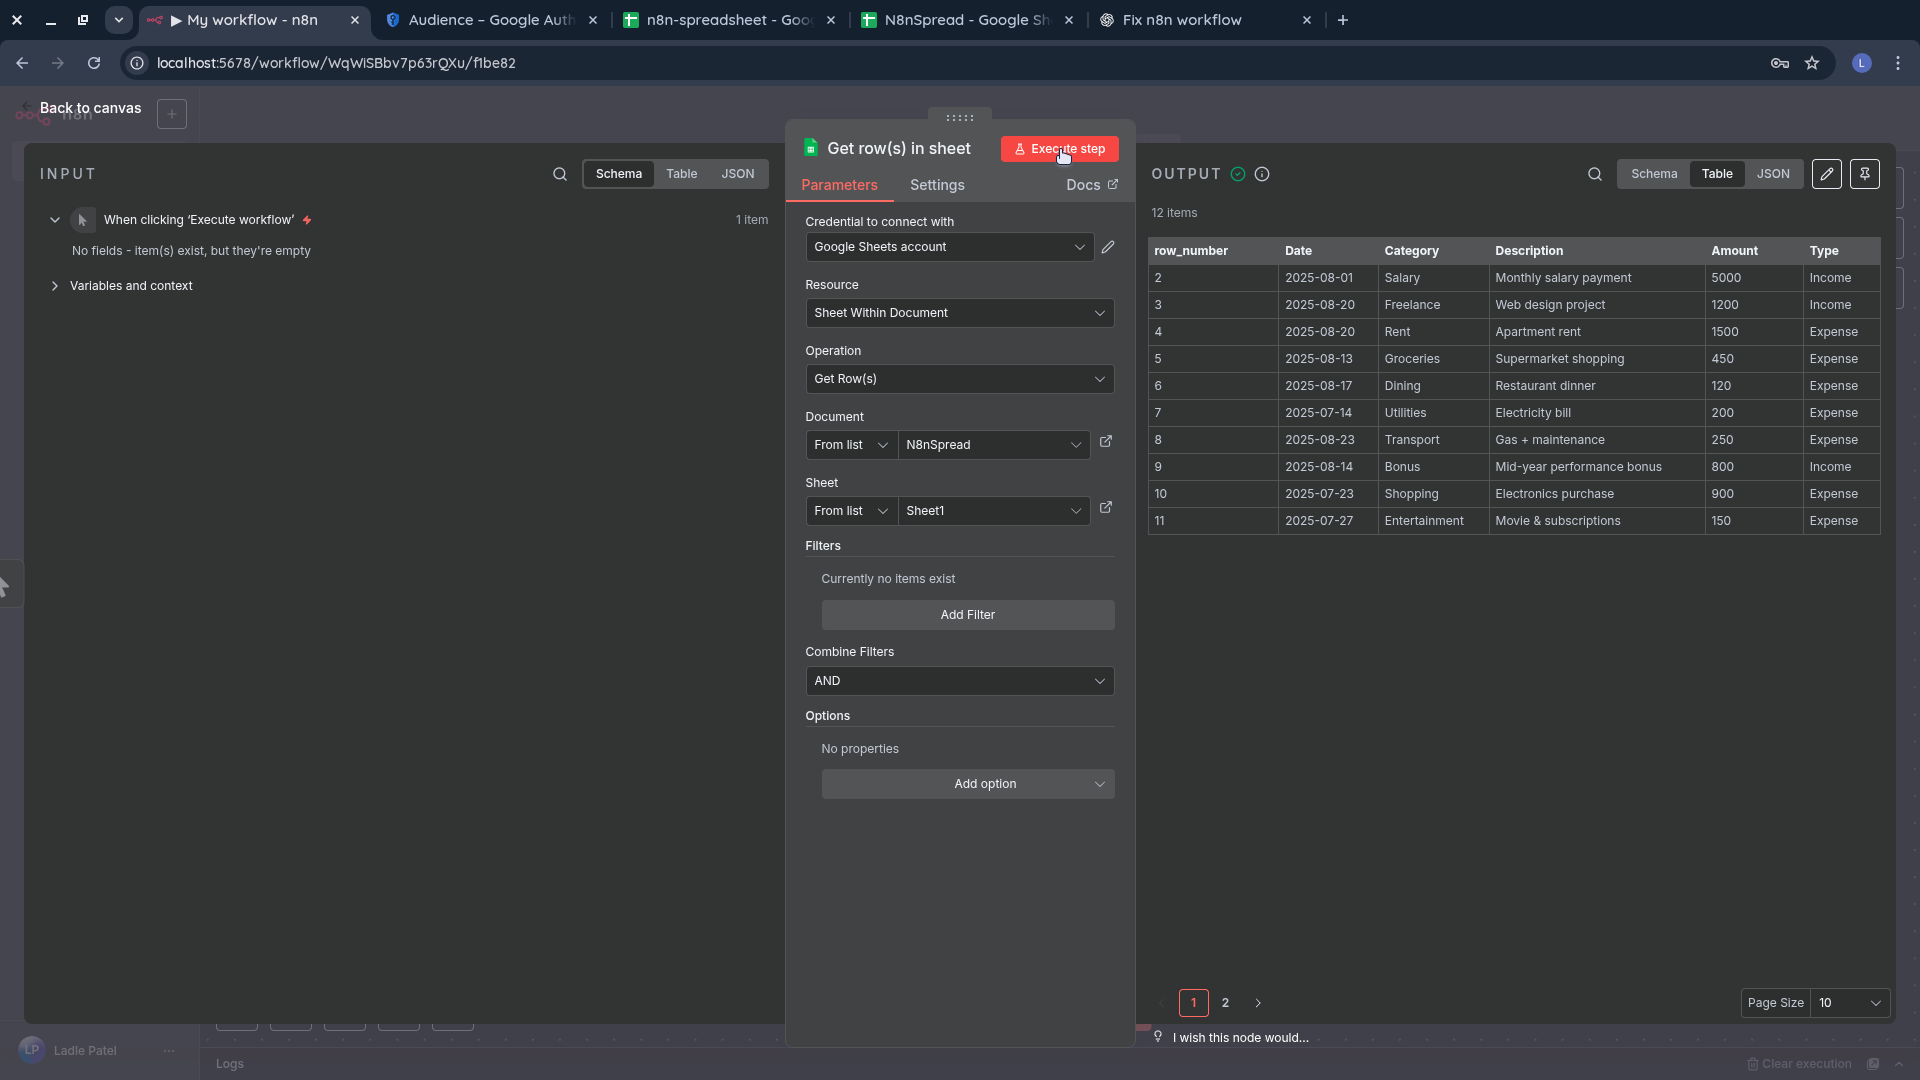 ▶ My workflow - n8n
Audience – Google Auth
n8n-spreadsheet - Goo
N8nSpread - Google Sh
Fix n8n workflow
localhost:5678/workflow/WqWiSBbv7p63rQXu/f1be82
L
Back to canvas
n8n
INPUT
Schema
Table
JSON
When clicking ‘Execute workflow’
1 item
No fields - item(s) exist, but they're empty
Variables and context
Get row(s) in sheet
Execute step
Parameters
Settings
Docs
Credential to connect with
Google Sheets account
Resource
Sheet Within Document
Operation
Get Row(s)
Document
From list
N8nSpread
Sheet
From list
Sheet1
Filters
Currently no items exist
Add Filter
Combine Filters
AND
Options
No properties
Add option
OUTPUT
Schema
Table
JSON
12 items
row_number Date Category Description Amount Type
2 2025-08-01 Salary Monthly salary payment 5000 Income
3 2025-08-20 Freelance Web design project 1200 Income
4 2025-08-20 Rent Apartment rent 1500 Expense
5 2025-08-13 Groceries Supermarket shopping 450 Expense
6 2025-08-17 Dining Restaurant dinner 120 Expense
7 2025-07-14 Utilities Electricity bill 200 Expense
8 2025-08-23 Transport Gas + maintenance 250 Expense
9 2025-08-14 Bonus Mid-year performance bonus 800 Income
10 2025-07-23 Shopping Electronics purchase 900 Expense
11 2025-07-27 Entertainment Movie & subscriptions 150 Expense
1
2
Page Size
10
I wish this node would...
LP
Ladle Patel
Logs
Clear execution